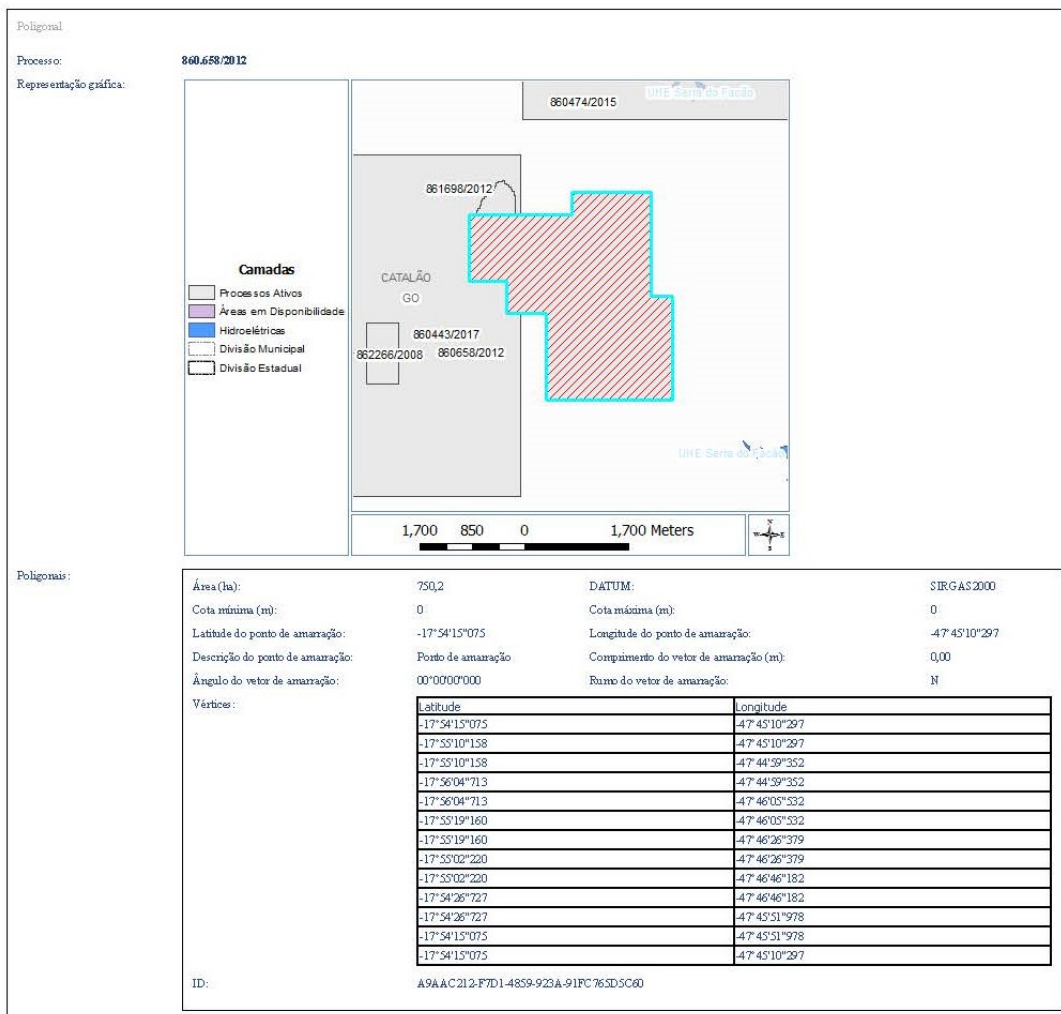 Poligonal
Processo: 860.658/2012
Representação gráfica:
Camadas
Processos Ativos
Áreas em Disponibilidade
Hidroelétricas
Divisão Municipal
Divisão Estadual
860474/2015
UHE Serra do Facão
861698/2012
CATALÃO
GO
860443/2017
862266/2008
860658/2012
UHE Serra do Facão
1,700 850 0 1,700 Meters
N
W E
S
Poligonais:
Área (ha): 750,2 DATUM: SIRGAS2000
Cota mínima (m): 0 Cota máxima (m): 0
Latitude do ponto de amarração: -17°54'15"075 Longitude do ponto de amarração: -47°45'10"297
Descrição do ponto de amarração: Ponto de amarração Comprimento do vetor de amarração (m): 0,00
Ângulo do vetor de amarração: 00°00'00"000 Rumo do vetor de amarração: N
Vértices:
Latitude Longitude
-17°54'15"075 -47°45'10"297
-17°55'10"158 -47°45'10"297
-17°55'10"158 -47°44'59"352
-17°56'04"713 -47°44'59"352
-17°56'04"713 -47°46'05"532
-17°55'19"160 -47°46'05"532
-17°55'19"160 -47°46'26"379
-17°55'02"220 -47°46'26"379
-17°55'02"220 -47°46'46"182
-17°54'26"727 -47°46'46"182
-17°54'26"727 -47°45'51"978
-17°54'15"075 -47°45'51"978
-17°54'15"075 -47°45'10"297
ID: A9AAC212-F7D1-4859-923A-91FC765D5C60